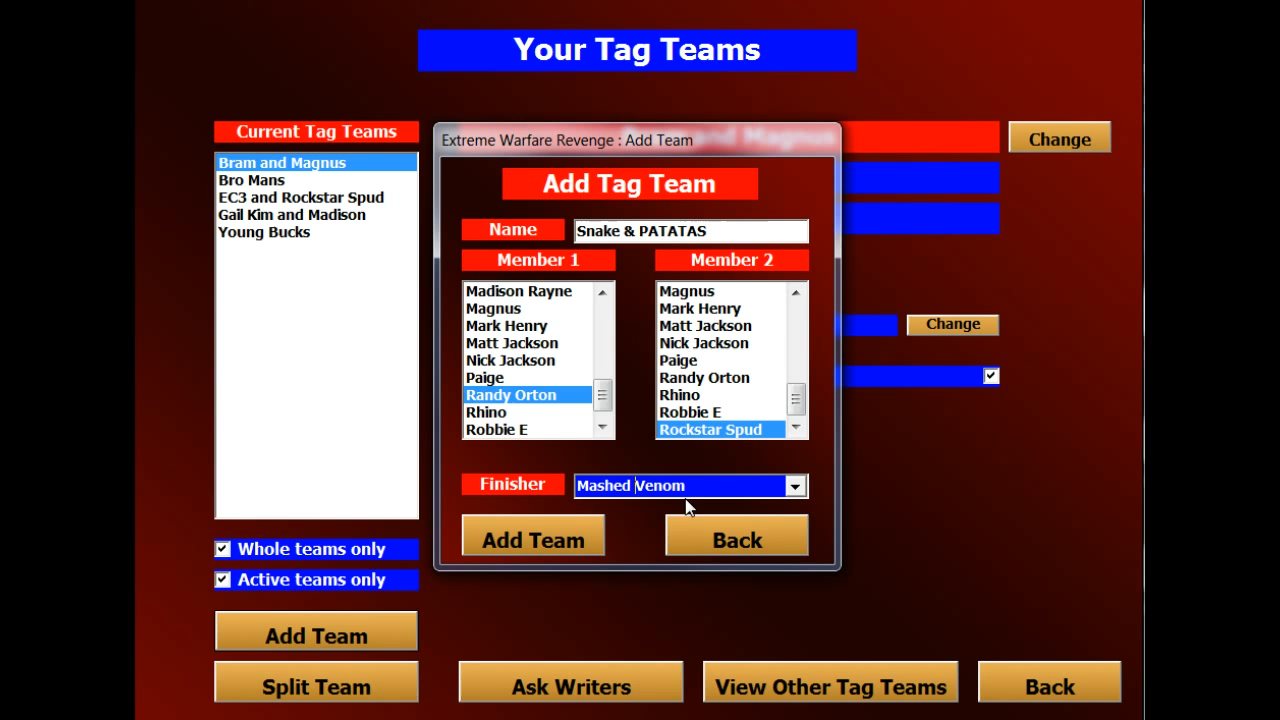 Your Tag Teams
Current Tag Teams
Bram and Magnus
Bro Mans
EC3 and Rockstar Spud
Gail Kim and Madison
Young Bucks
Whole teams only
Active teams only
Add Team
Split Team
Extreme Warfare Revenge : Add Team
Add Tag Team
Name
Snake & PATATAS
Member 1
Madison Rayne
Magnus
Mark Henry
Matt Jackson
Nick Jackson
Paige
Randy Orton
Rhino
Robbie E
Member 2
Magnus
Mark Henry
Matt Jackson
Nick Jackson
Paige
Randy Orton
Rhino
Robbie E
Rockstar Spud
Finisher
Mashed Venom
Add Team
Back
Change
Change
Ask Writers
View Other Tag Teams
Back